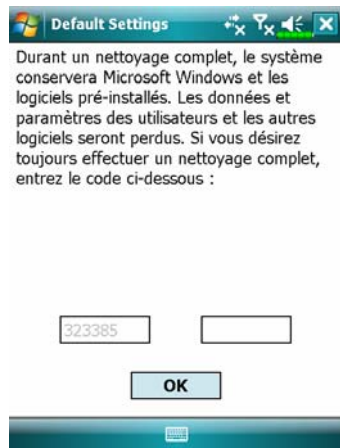 Default Settings
Durant un nettoyage complet, le système
conservera Microsoft Windows et les
logiciels pré-installés. Les données et
paramètres des utilisateurs et les autres
logiciels seront perdus. Si vous désirez
toujours effectuer un nettoyage complet,
entrez le code ci-dessous :
323385
OK